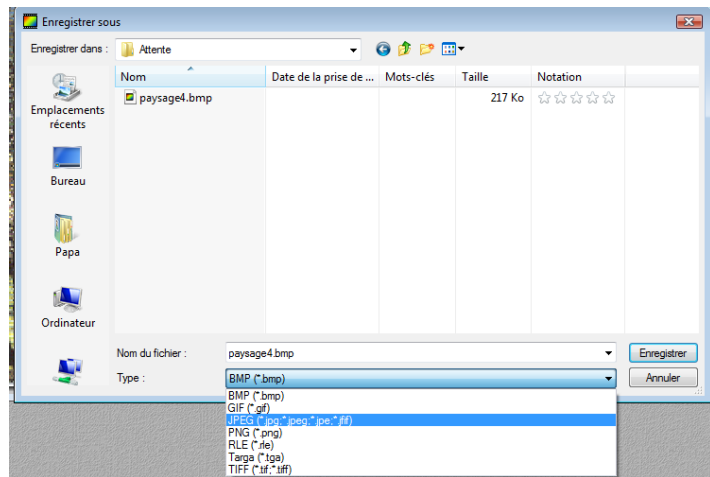 Enregistrer sous
Enregistrer dans :
Attente
Nom
Date de la prise de ...
Mots-clés
Taille
Notation
paysage4.bmp
217 Ko
Emplacements
récents
Bureau
Papa
Ordinateur
Nom du fichier :
paysage4.bmp
Enregistrer
Type :
BMP (*.bmp)
Annuler
BMP (*.bmp)
GIF (*.gif)
JPEG (*.jpg;*.jpeg;*.jpe;*.jfif)
PNG (*.png)
RLE (*.rle)
Targa (*.tga)
TIFF (*.tif;*.tiff)